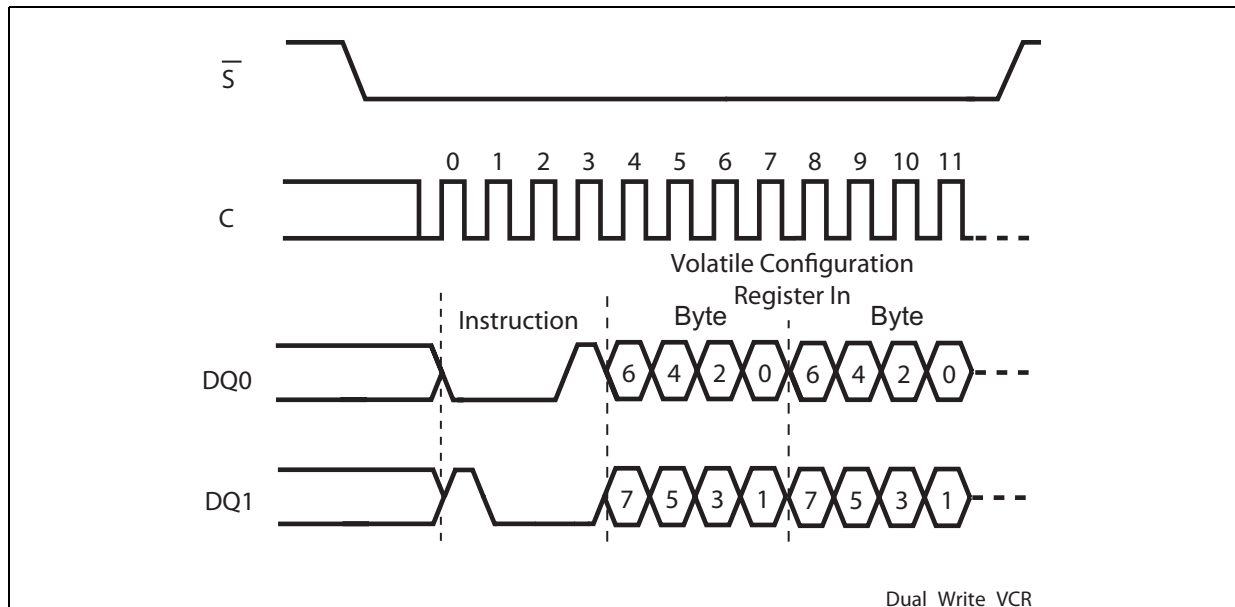 S
0 1 2 3 4 5 6 7 8 9 10 11
C
Volatile Configuration
Register In
Instruction Byte Byte
DQ0 6 4 2 0 6 4 2 0
DQ1 7 5 3 1 7 5 3 1
Dual Write VCR